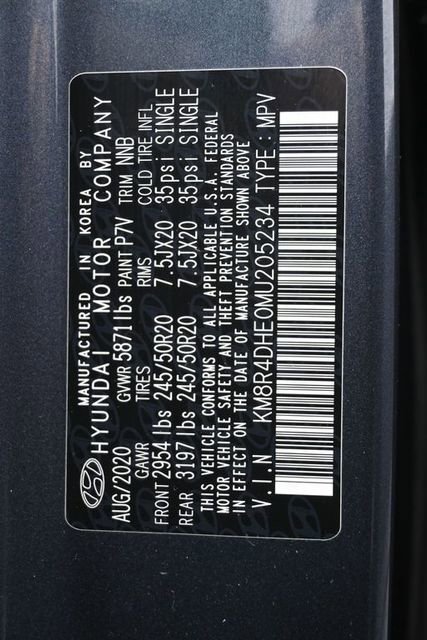 MANUFACTURED IN KOREA BY
HYUNDAI MOTOR COMPANY
AUG/2020 GVWR 5871lbs PAINT P7V TRIM NNB
GAWR TIRES RIMS COLD TIRE INFL
FRONT 2954 lbs 245/50R20 7.5JX20 35psi SINGLE
REAR 3197 lbs 245/50R20 7.5JX20 35psi SINGLE
THIS VEHICLE CONFORMS TO ALL APPLICABLE U.S.A. FEDERAL
MOTOR VEHICLE SAFETY AND THEFT PREVENTION STANDARDS
IN EFFECT ON THE DATE OF MANUFACTURE SHOWN ABOVE
V.I.N KM8R4DHE0MU205234 TYPE : MPV